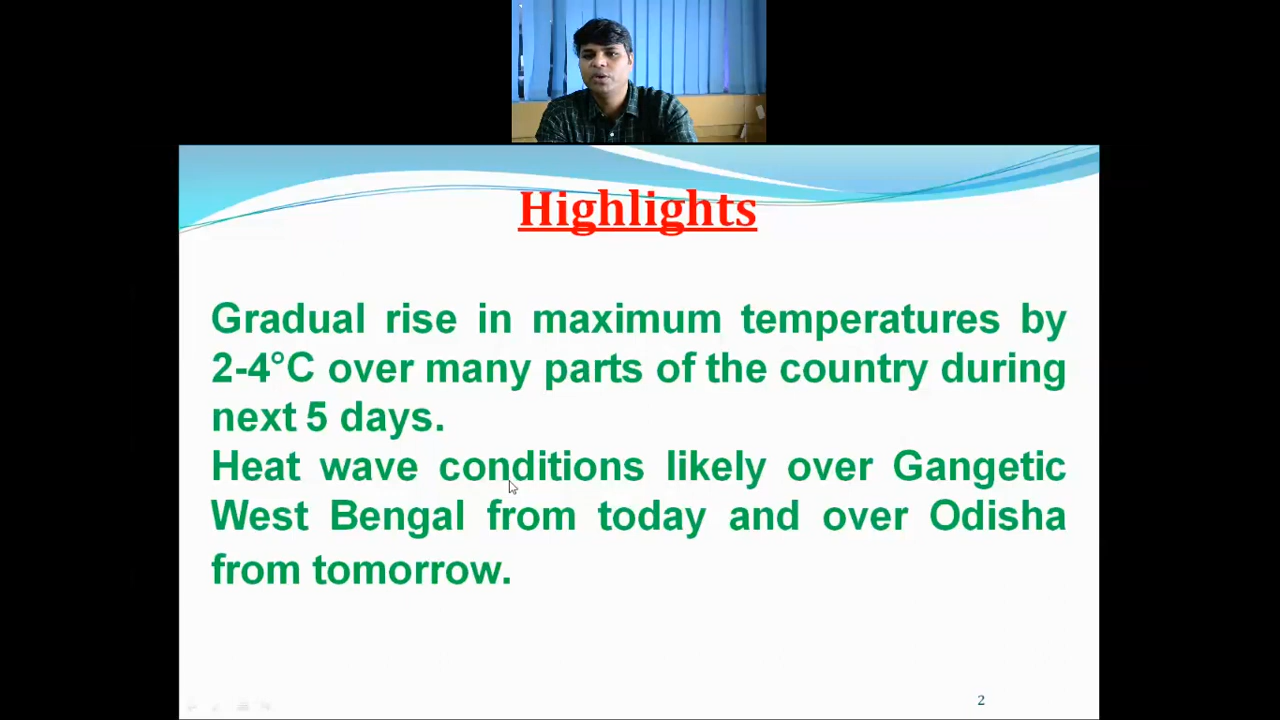 Highlights
Gradual rise in maximum temperatures by
2-4°C over many parts of the country during
next 5 days.
Heat wave conditions likely over Gangetic
West Bengal from today and over Odisha
from tomorrow.
2